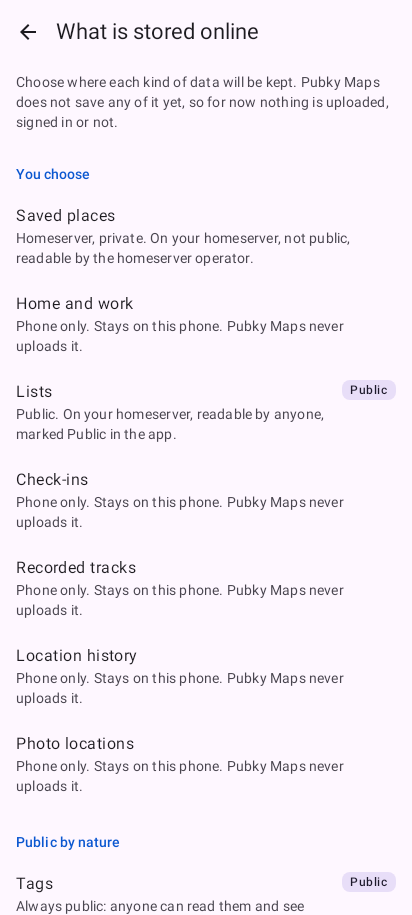 What is stored online
Choose where each kind of data will be kept. Pubky Maps
does not save any of it yet, so for now nothing is uploaded,
signed in or not.
You choose
Saved places
Homeserver, private. On your homeserver, not public,
readable by the homeserver operator.
Home and work
Phone only. Stays on this phone. Pubky Maps never
uploads it.
Lists
Public
Public. On your homeserver, readable by anyone,
marked Public in the app.
Check-ins
Phone only. Stays on this phone. Pubky Maps never
uploads it.
Recorded tracks
Phone only. Stays on this phone. Pubky Maps never
uploads it.
Location history
Phone only. Stays on this phone. Pubky Maps never
uploads it.
Photo locations
Phone only. Stays on this phone. Pubky Maps never
uploads it.
Public by nature
Tags
Public
Always public: anyone can read them and see